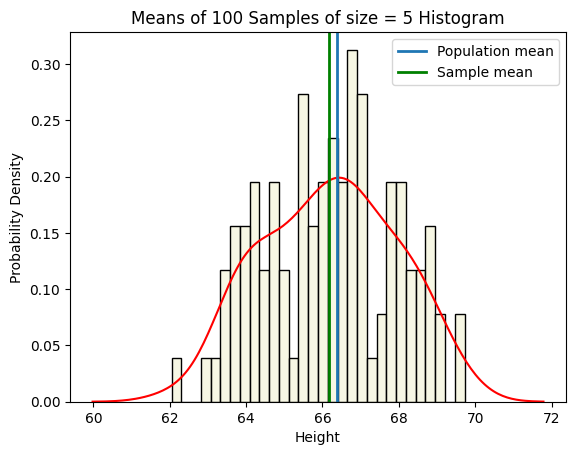 Means of 100 Samples of size = 5 Histogram
Population mean
Sample mean
0.30
0.25
0.20
0.15
0.10
0.05
0.00
Probability Density
60 62 64 66 68 70 72
Height